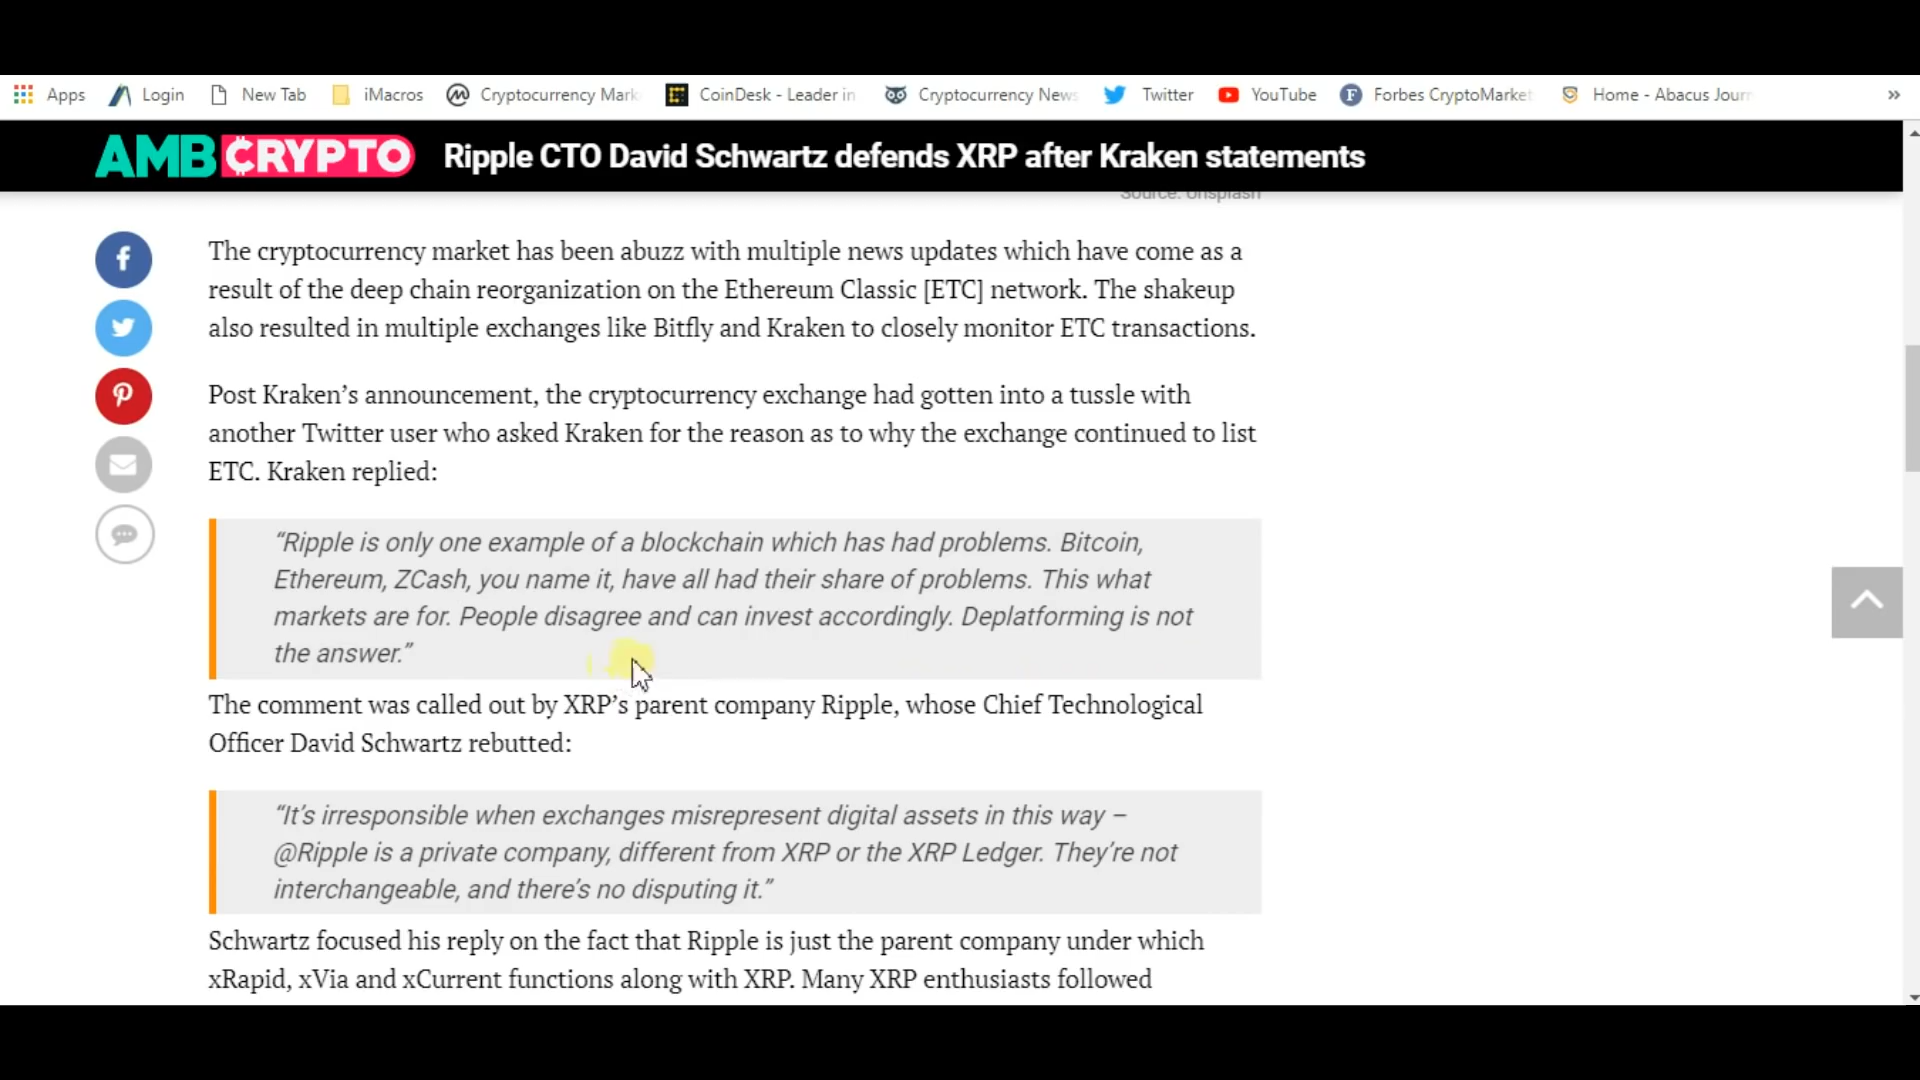 Apps Login New Tab iMacros Cryptocurrency Mark CoinDesk - Leader in Cryptocurrency News Twitter YouTube Forbes CryptoMarket Home - Abacus Journ »
AMBCRYPTO Ripple CTO David Schwartz defends XRP after Kraken statements
Source: Unsplash
The cryptocurrency market has been abuzz with multiple news updates which have come as a
result of the deep chain reorganization on the Ethereum Classic [ETC] network. The shakeup
also resulted in multiple exchanges like Bitfly and Kraken to closely monitor ETC transactions.
Post Kraken’s announcement, the cryptocurrency exchange had gotten into a tussle with
another Twitter user who asked Kraken for the reason as to why the exchange continued to list
ETC. Kraken replied:
“Ripple is only one example of a blockchain which has had problems. Bitcoin,
Ethereum, ZCash, you name it, have all had their share of problems. This what
markets are for. People disagree and can invest accordingly. Deplatforming is not
the answer.”
The comment was called out by XRP’s parent company Ripple, whose Chief Technological
Officer David Schwartz rebutted:
“It’s irresponsible when exchanges misrepresent digital assets in this way –
@Ripple is a private company, different from XRP or the XRP Ledger. They’re not
interchangeable, and there’s no disputing it.”
Schwartz focused his reply on the fact that Ripple is just the parent company under which
xRapid, xVia and xCurrent functions along with XRP. Many XRP enthusiasts followed